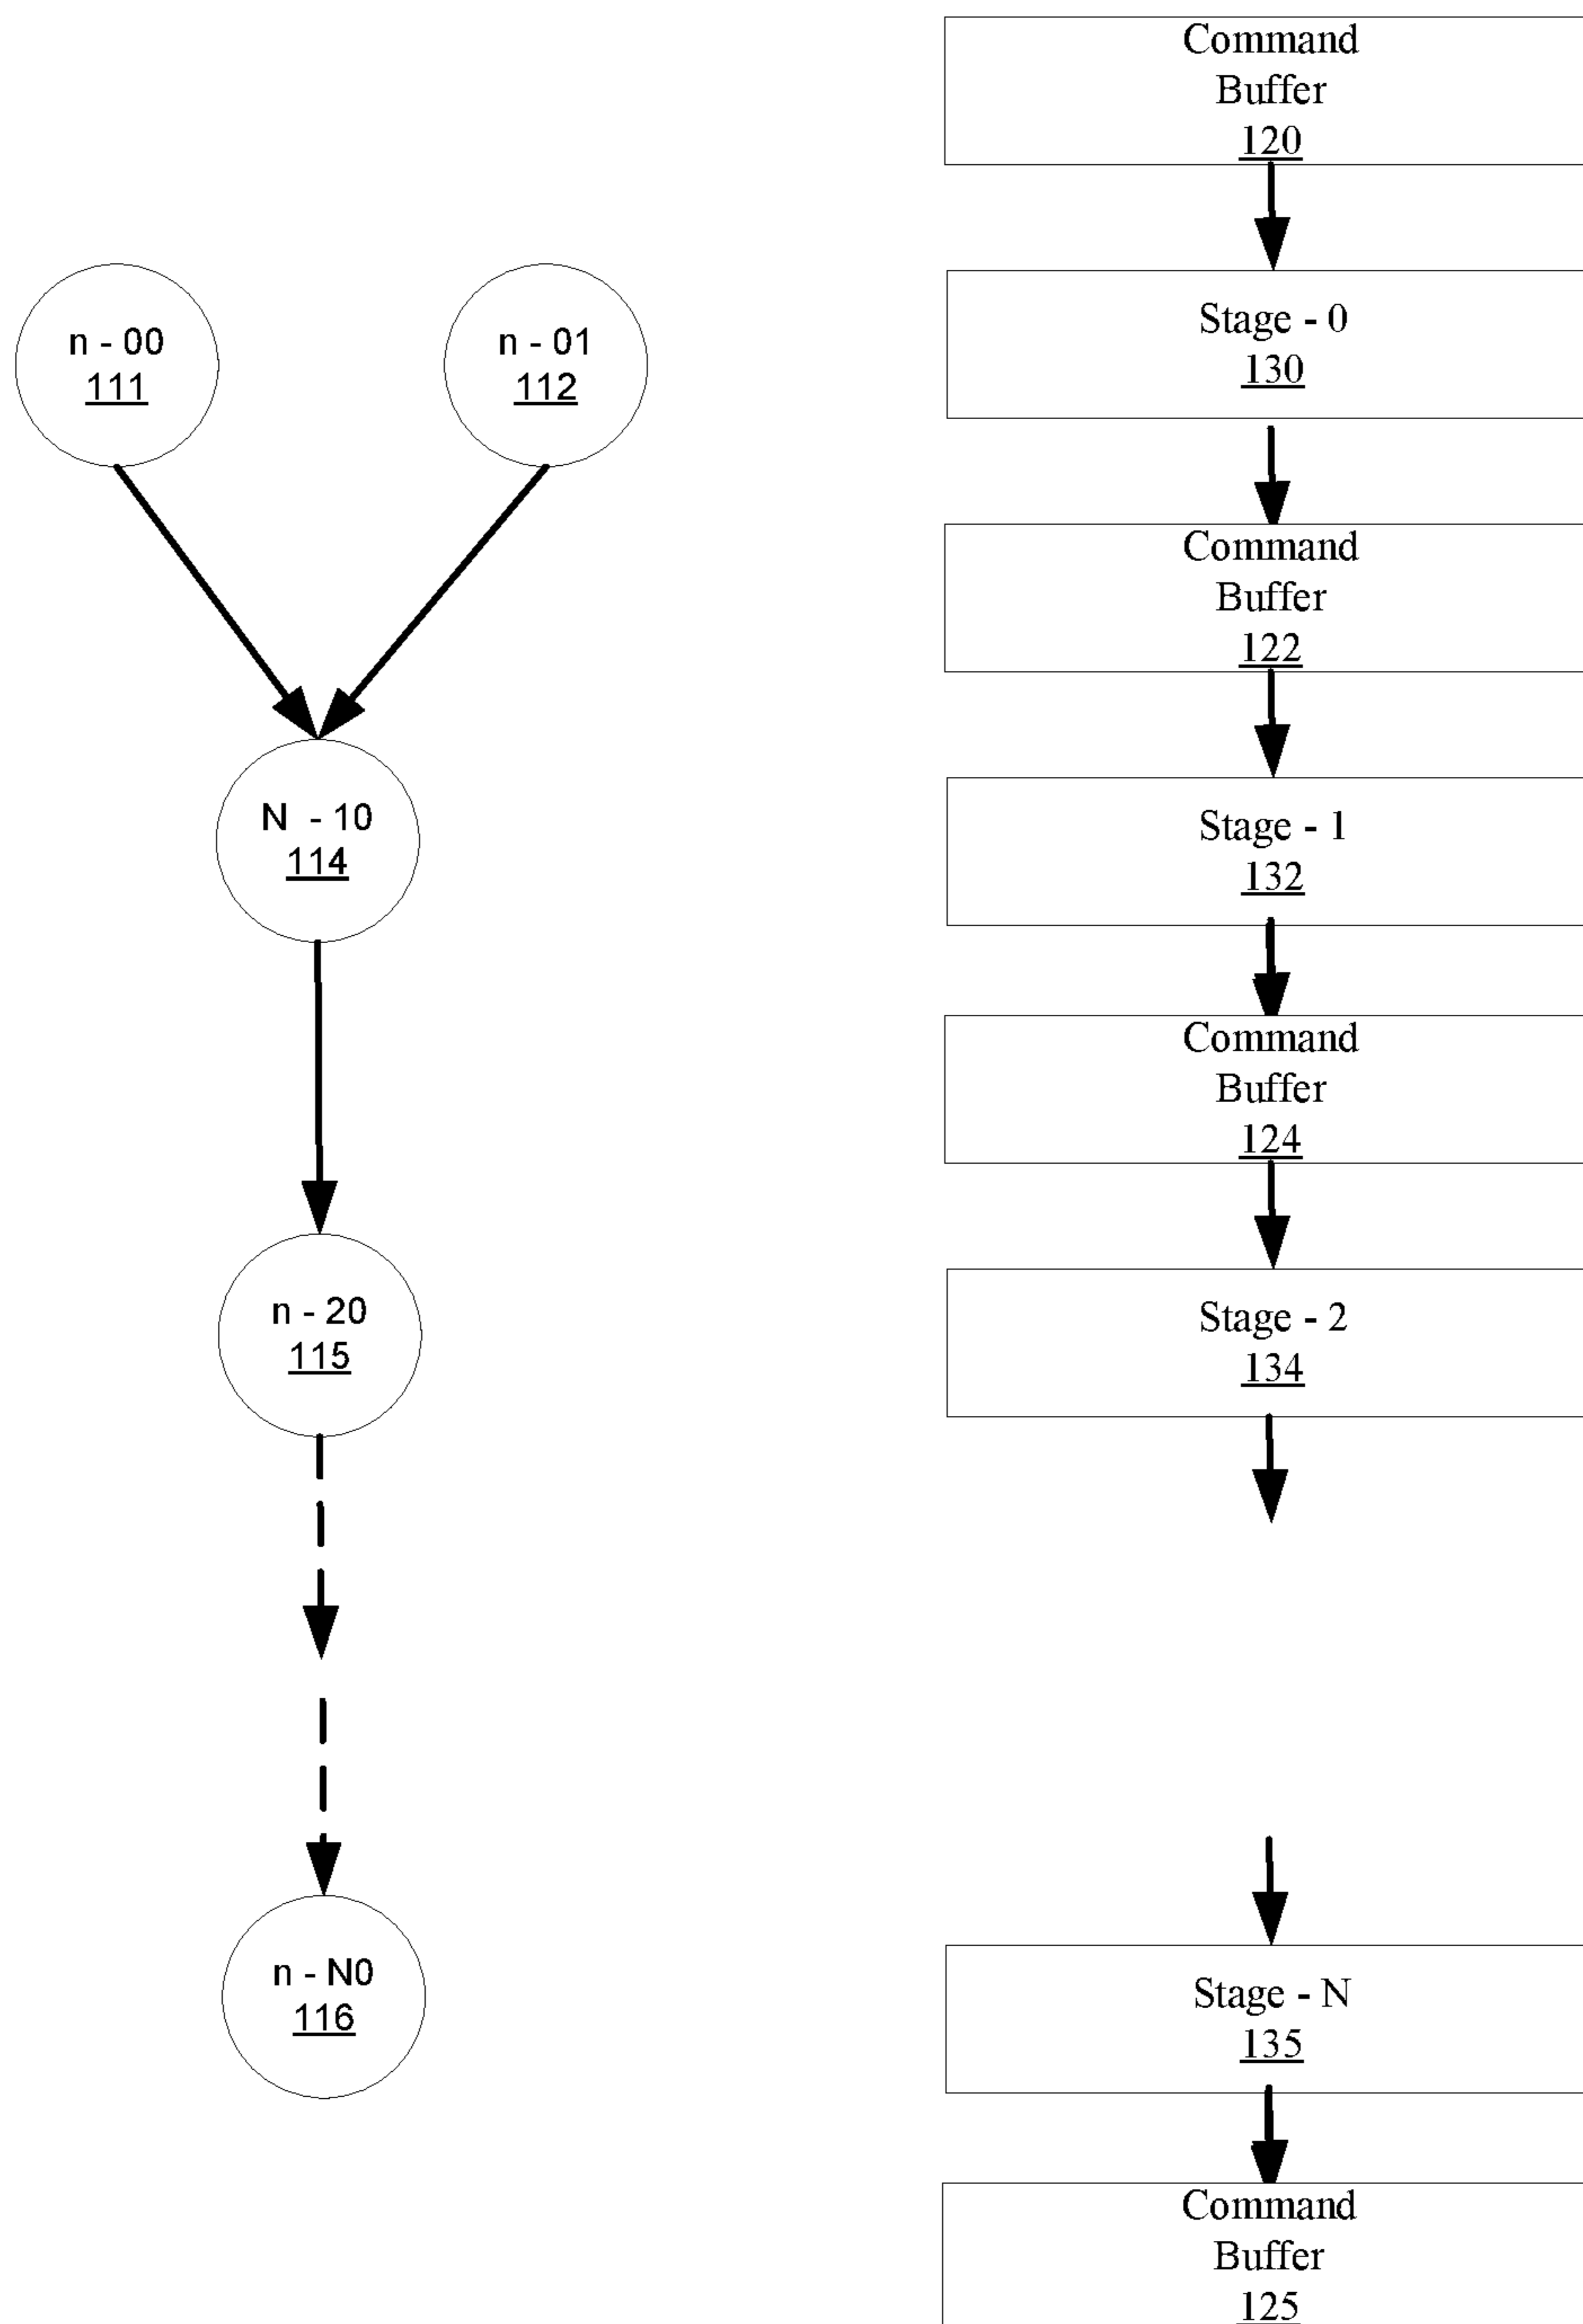 Command
Buffer
120
n - 00
111
n - 01
112
Stage - 0
130
Command
Buffer
122
N - 10
114
Stage - 1
132
Command
Buffer
124
n - 20
115
Stage - 2
134
n - N0
116
Stage - N
135
Command
Buffer
125